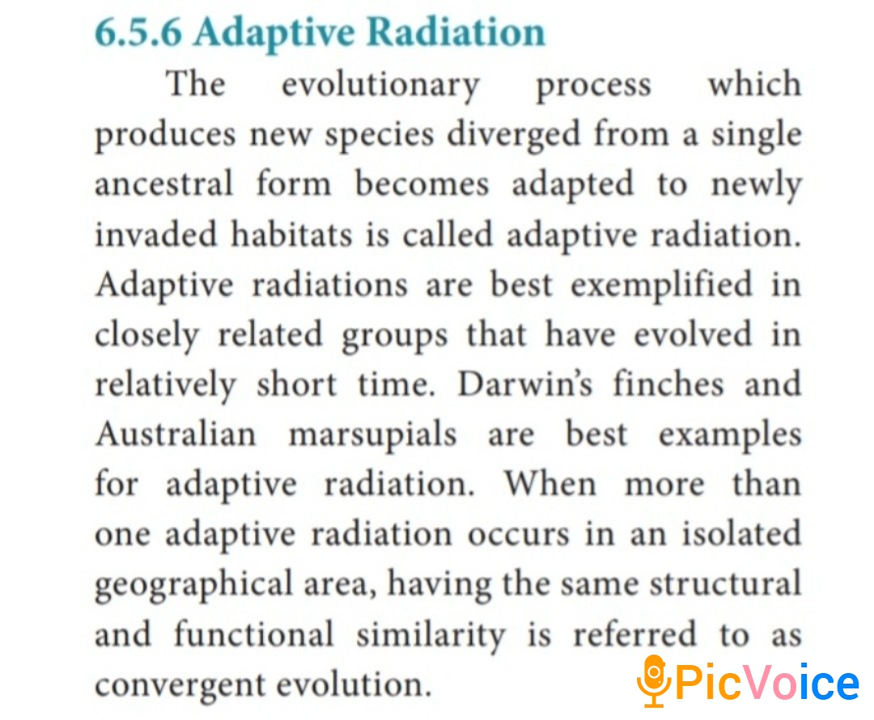 6.5.6 Adaptive Radiation
The evolutionary process which
produces new species diverged from a single
ancestral form becomes adapted to newly
invaded habitats is called adaptive radiation.
Adaptive radiations are best exemplified in
closely related groups that have evolved in
relatively short time. Darwin’s finches and
Australian marsupials are best examples
for adaptive radiation. When more than
one adaptive radiation occurs in an isolated
geographical area, having the same structural
and functional similarity is referred to as
convergent evolution.
PicVoice